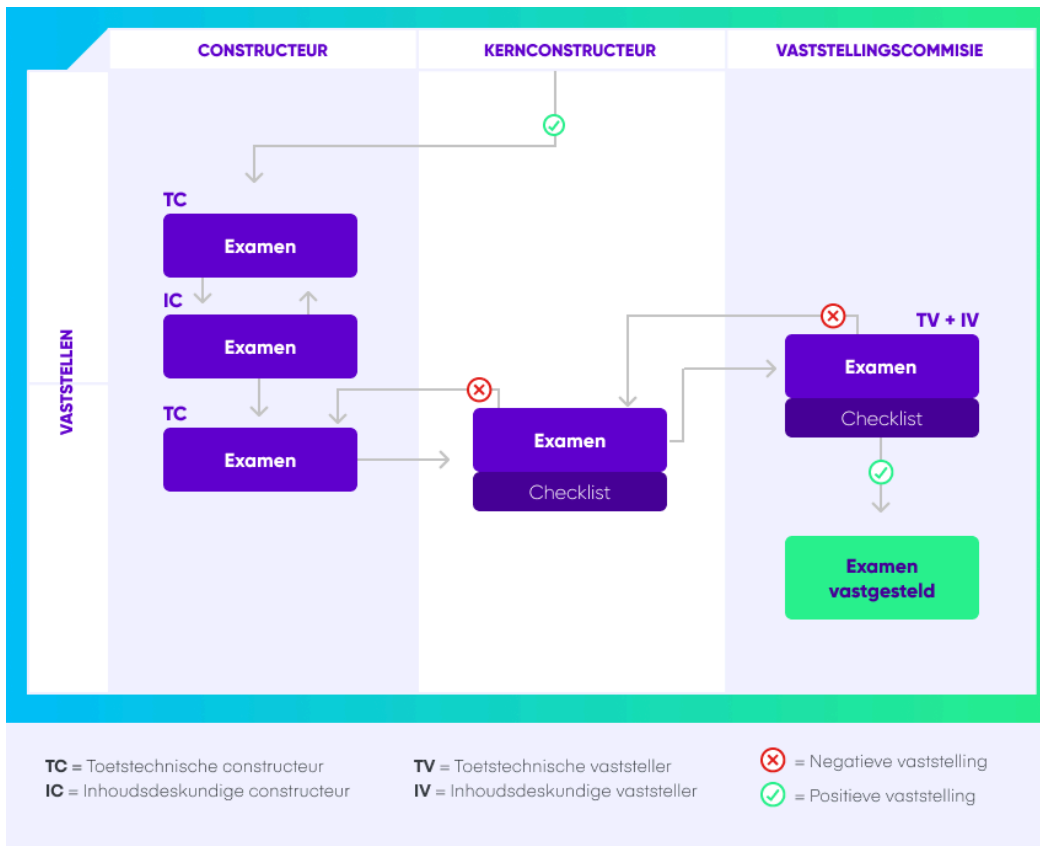 CONSTRUCTEUR
KERNCONSTRUCTEUR
VASTSTELLINGSCOMMISIE
VASTSTELLEN
TC
Examen
IC
Examen
TC
Examen
Examen
Checklist
TV + IV
Examen
Checklist
Examen
vastgesteld
TC = Toetstechnische constructeur
IC = Inhoudsdeskundige constructeur
TV = Toetstechnische vaststeller
IV = Inhoudsdeskundige vaststeller
= Negatieve vaststelling
= Positieve vaststelling